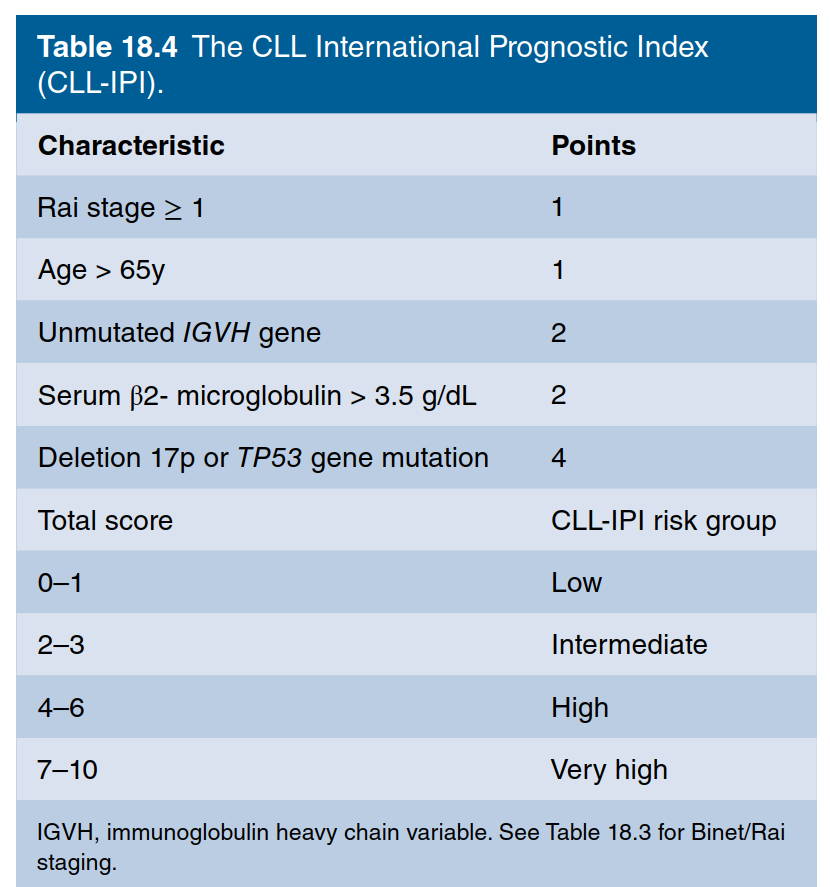 Table 18.4 The CLL International Prognostic Index
(CLL-IPI).
Characteristic Points
Rai stage ≥ 1 1
Age > 65y 1
Unmutated IGVH gene 2
Serum β2- microglobulin > 3.5 g/dL 2
Deletion 17p or TP53 gene mutation 4
Total score CLL-IPI risk group
0–1 Low
2–3 Intermediate
4–6 High
7–10 Very high
IGVH, immunoglobulin heavy chain variable. See Table 18.3 for Binet/Rai
staging.